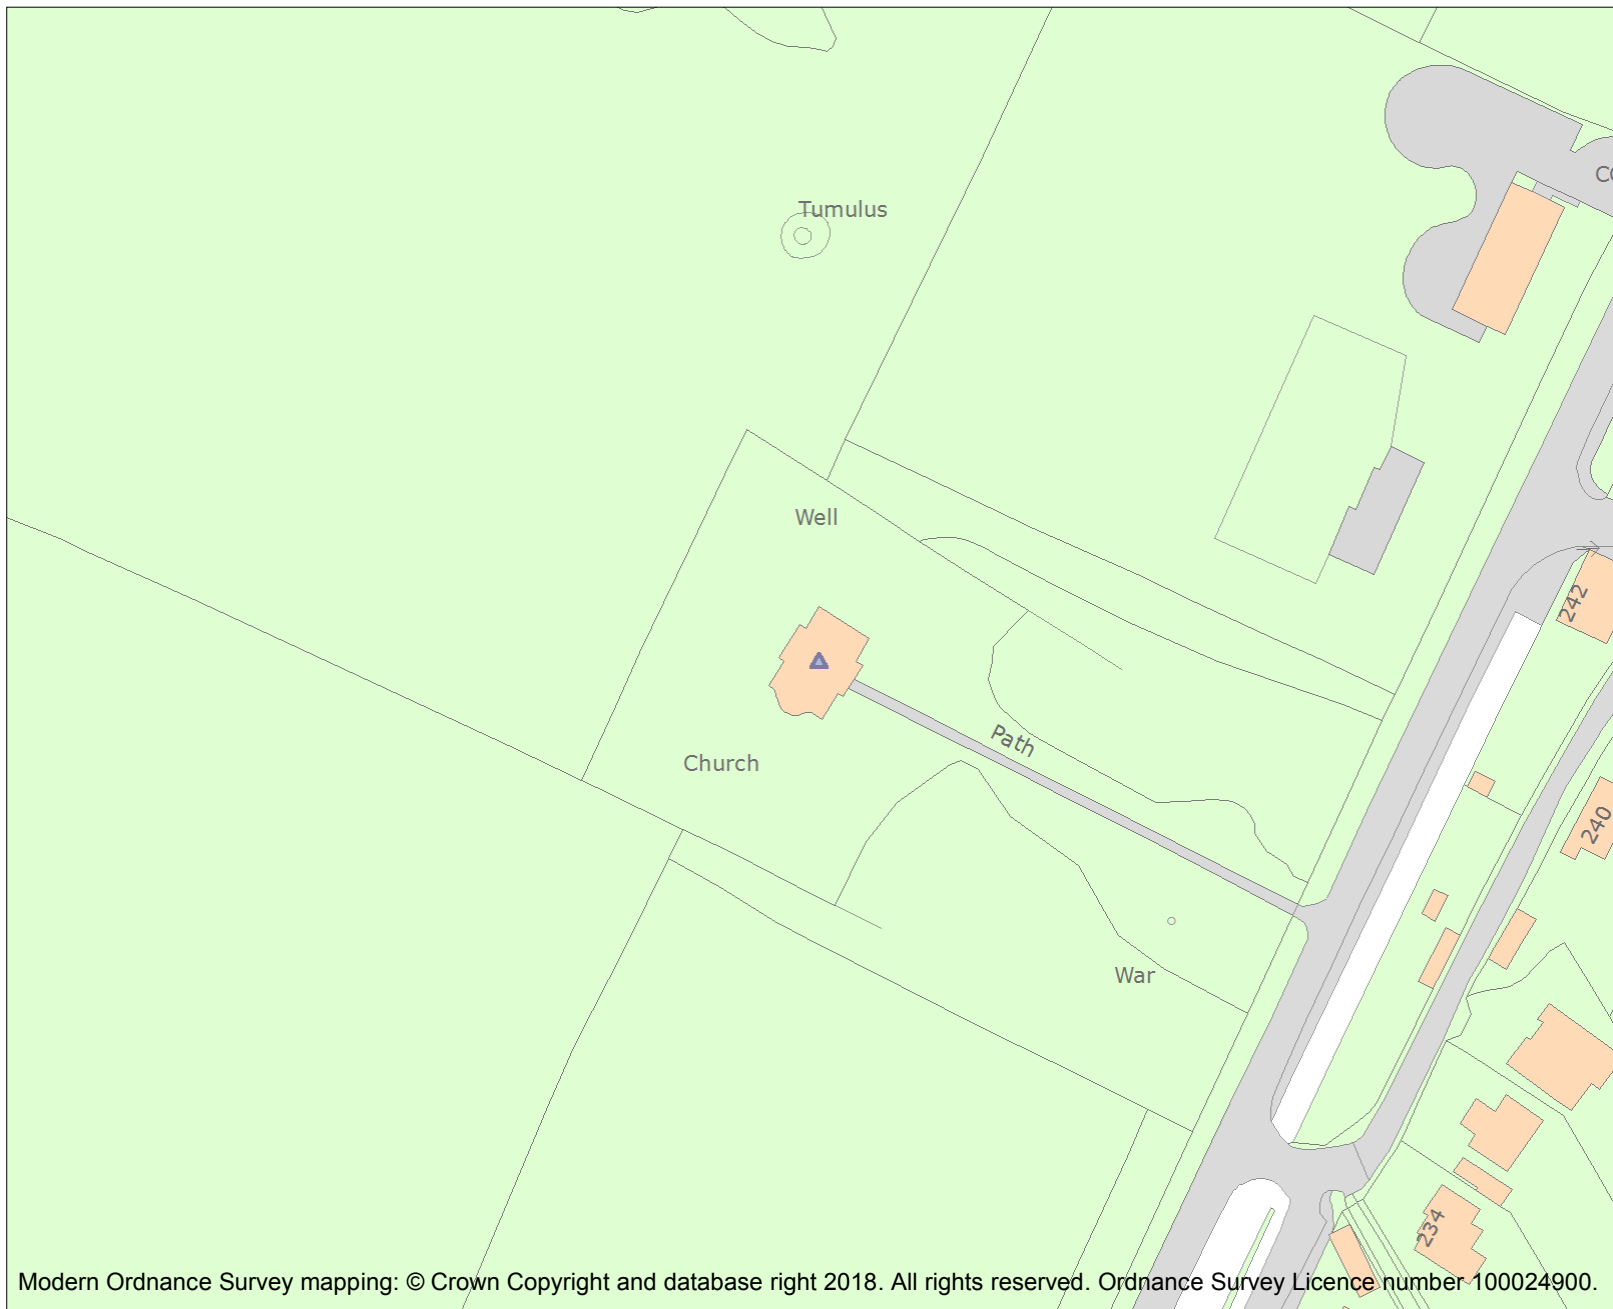 CO
Tumulus
Well
242
Path
Church
240
War
234
Modern Ordnance Survey mapping: © Crown Copyright and database right 2018. All rights reserved. Ordnance Survey Licence number 100024900.